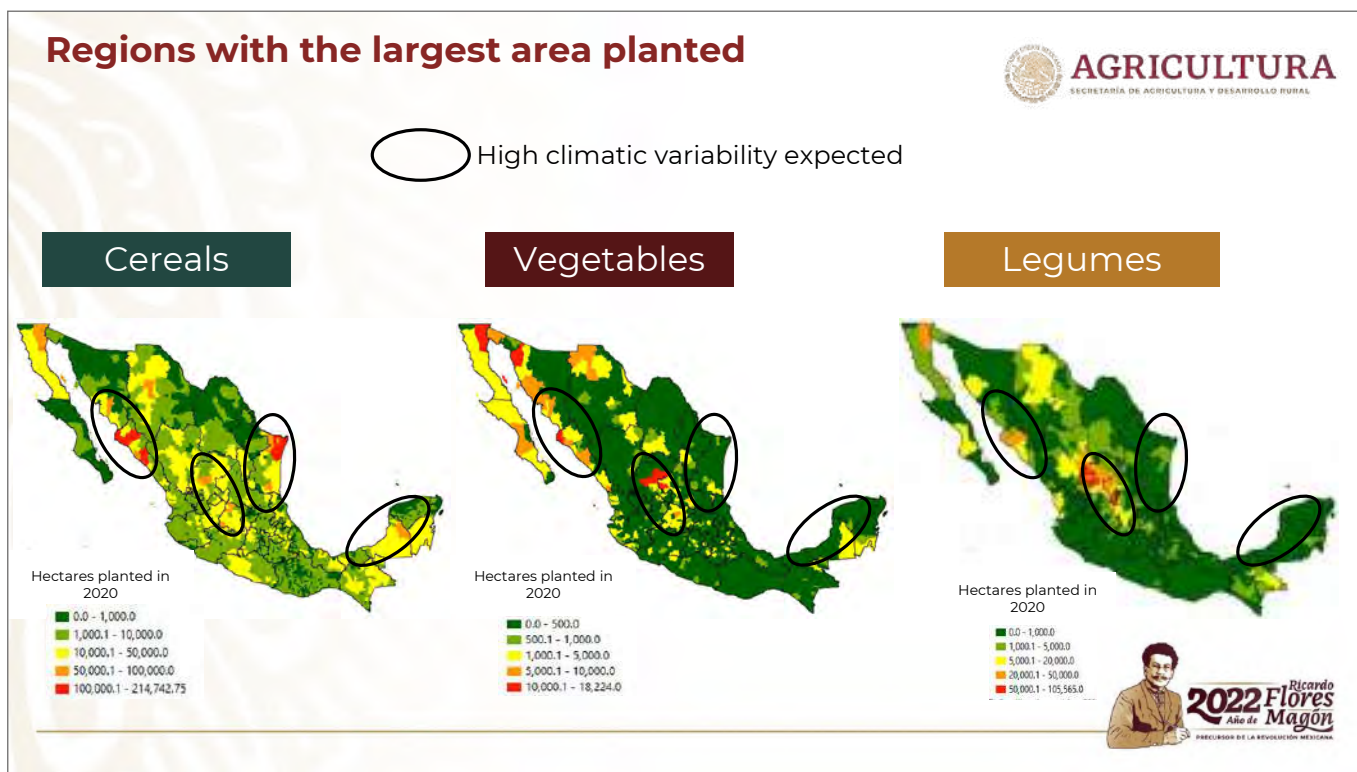 Regions with the largest area planted
AGRICULTURA
SECRETARÍA DE AGRICULTURA Y DESARROLLO RURAL
High climatic variability expected
Cereals
Vegetables
Legumes
Hectares planted in
2020
0.0 - 1,000.0
1,000.1 - 10,000.0
10,000.1 - 50,000.0
50,000.1 - 100,000.0
100,000.1 - 214,742.75
Hectares planted in
2020
0.0 - 500.0
500.1 - 1,000.0
1,000.1 - 5,000.0
5,000.1 - 10,000.0
10,000.1 - 18,224.0
Hectares planted in
2020
0.0 - 1,000.0
1,000.1 - 5,000.0
5,000.1 - 20,000.0
20,000.1 - 50,000.0
50,000.1 - 105,565.0
2022 Ricardo
Flores
Año de Magón
PRECURSOR DE LA REVOLUCIÓN MEXICANA